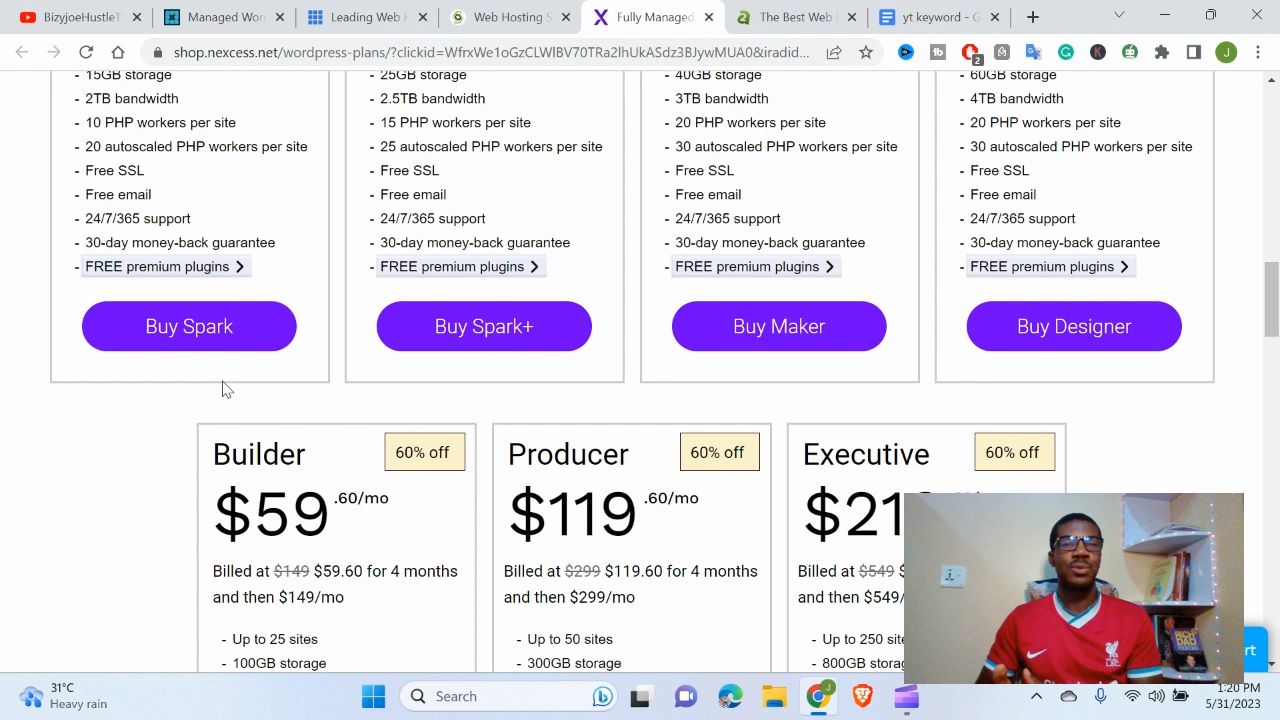 BizyjoeHustleT
Managed Wor
Leading Web
Web Hosting S
Fully Managed
The Best Web
yt keyword - G
shop.nexcess.net/wordpress-plans/?clickid=WfrxWe1oGzCLWIBV70TRa2IhUkASdz3BJywMUA0&iradid...
2
J
15GB storage
25GB storage
40GB storage
60GB storage
- 2TB bandwidth
- 2.5TB bandwidth
- 3TB bandwidth
- 4TB bandwidth
- 10 PHP workers per site
- 15 PHP workers per site
- 20 PHP workers per site
- 20 PHP workers per site
- 20 autoscaled PHP workers per site
- 25 autoscaled PHP workers per site
- 30 autoscaled PHP workers per site
- 30 autoscaled PHP workers per site
- Free SSL
- Free SSL
- Free SSL
- Free SSL
- Free email
- Free email
- Free email
- Free email
- 24/7/365 support
- 24/7/365 support
- 24/7/365 support
- 24/7/365 support
- 30-day money-back guarantee
- 30-day money-back guarantee
- 30-day money-back guarantee
- 30-day money-back guarantee
- FREE premium plugins
- FREE premium plugins
- FREE premium plugins
- FREE premium plugins
Buy Spark
Buy Spark+
Buy Maker
Buy Designer
Builder
60% off
$59.60/mo
Billed at $149 $59.60 for 4 months
and then $149/mo
- Up to 25 sites
- 100GB storage
Producer
60% off
$119.60/mo
Billed at $299 $119.60 for 4 months
and then $299/mo
- Up to 50 sites
- 300GB storage
Executive
60% off
Billed at $549
and then $549/
- Up to 250 si
- 800GB stora
RICH
DAD
31°C
Heavy rain
Search
J
1:20 PM
5/31/2023